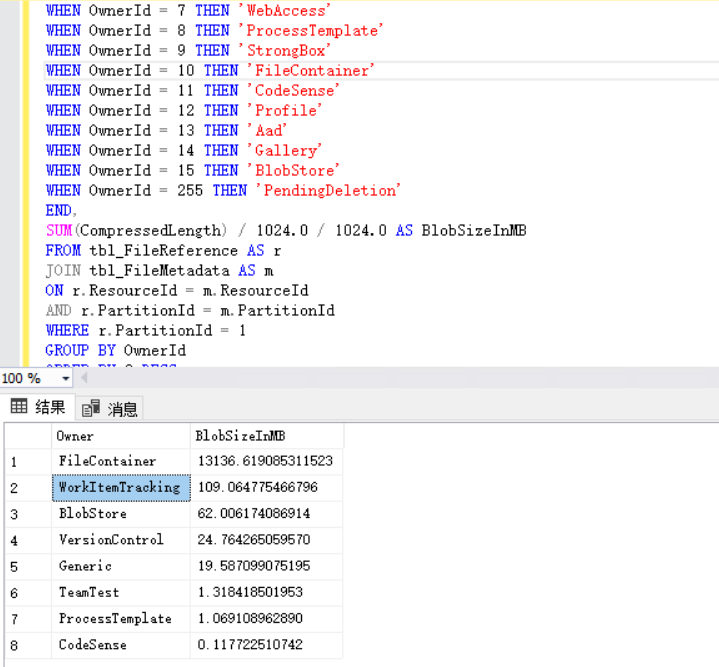 WHEN OwnerId = 7 THEN 'WebAccess'
WHEN OwnerId = 8 THEN 'ProcessTemplate'
WHEN OwnerId = 9 THEN 'StrongBox'
WHEN OwnerId = 10 THEN 'FileContainer'
WHEN OwnerId = 11 THEN 'CodeSense'
WHEN OwnerId = 12 THEN 'Profile'
WHEN OwnerId = 13 THEN 'Aad'
WHEN OwnerId = 14 THEN 'Gallery'
WHEN OwnerId = 15 THEN 'BlobStore'
WHEN OwnerId = 255 THEN 'PendingDeletion'
END,
SUM(CompressedLength) / 1024.0 / 1024.0 AS BlobSizeInMB
FROM tbl_FileReference AS r
JOIN tbl_FileMetadata AS m
ON r.ResourceId = m.ResourceId
AND r.PartitionId = m.PartitionId
WHERE r.PartitionId = 1
GROUP BY OwnerId
100 %
结果 消息
Owner BlobSizeInMB
1 FileContainer 13136.619085311523
2 WorkItemTracking 109.064775466796
3 BlobStore 62.006174086914
4 VersionControl 24.764265059570
5 Generic 19.587099075195
6 TeamTest 1.318418501953
7 ProcessTemplate 1.069108962890
8 CodeSense 0.117722510742